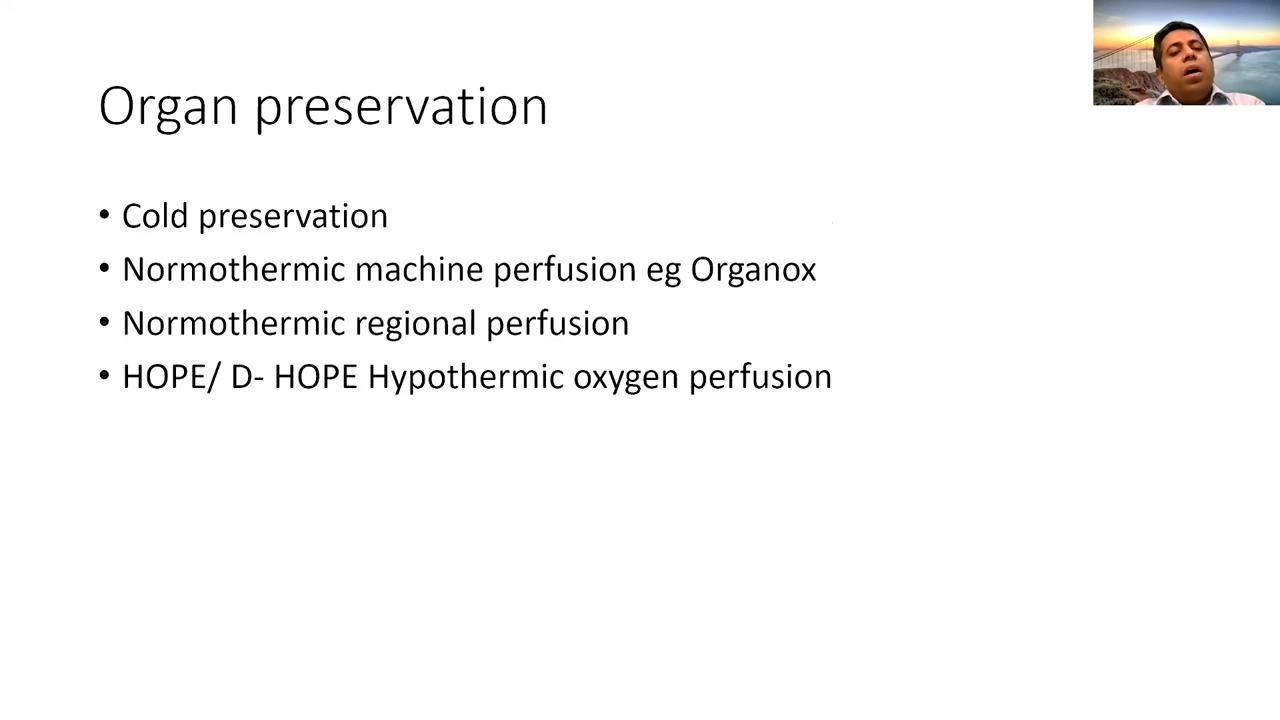 Organ preservation
• Cold preservation
• Normothermic machine perfusion eg Organox
• Normothermic regional perfusion
• HOPE/ D- HOPE Hypothermic oxygen perfusion